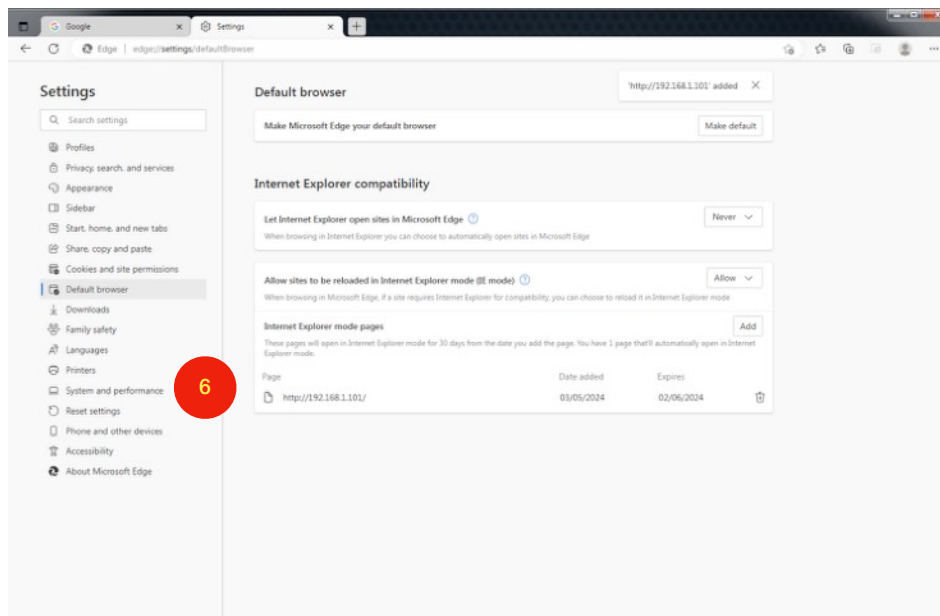 Google
Settings
Edge | edge://settings/defaultBrowser
Settings
Search settings
Profiles
Privacy, search, and services
Appearance
Sidebar
Start, home, and new tabs
Share, copy and paste
Cookies and site permissions
Default browser
Downloads
Family safety
Languages
Printers
System and performance
Reset settings
Phone and other devices
Accessibility
About Microsoft Edge
6
Default browser
'http://192.168.1.101' added
Make Microsoft Edge your default browser
Make default
Internet Explorer compatibility
Let Internet Explorer open sites in Microsoft Edge
Never
When browsing in Internet Explorer you can choose to automatically open sites in Microsoft Edge
Allow sites to be reloaded in Internet Explorer mode (IE mode)
Allow
When browsing in Microsoft Edge, if a site requires Internet Explorer for compatibility, you can choose to reload it in Internet Explorer mode
Internet Explorer mode pages
Add
These pages will open in Internet Explorer mode for 30 days from the date you add the page. You have 1 page that'll automatically open in Internet
Explorer mode.
Page Date added Expires
http://192.168.1.101/ 03/05/2024 02/06/2024